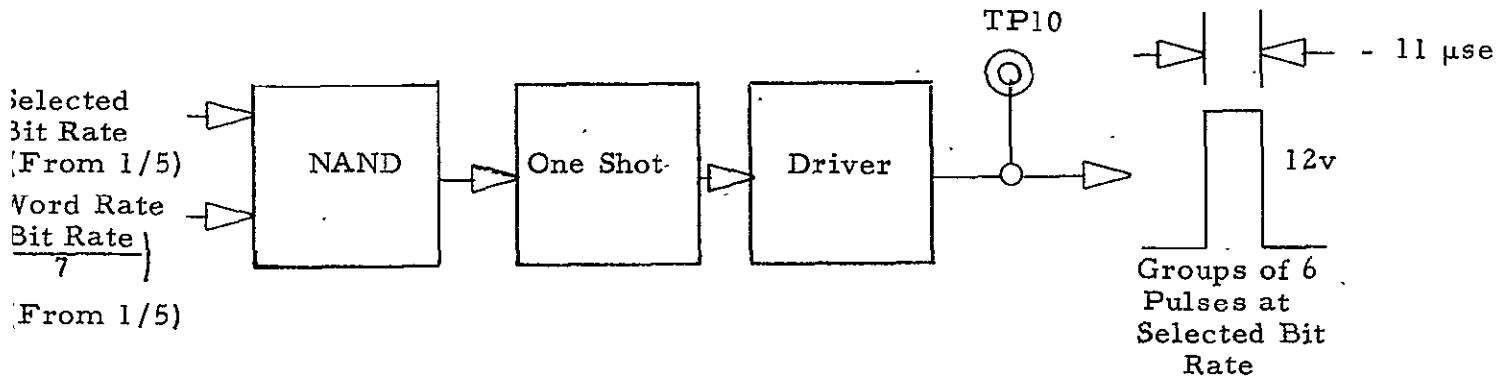 TP10
- 11 μse
Selected
Bit Rate
(From 1/5)
Word Rate
Bit Rate
7 )
(From 1/5)
NAND
One Shot
Driver
12v
Groups of 6
Pulses at
Selected Bit
Rate